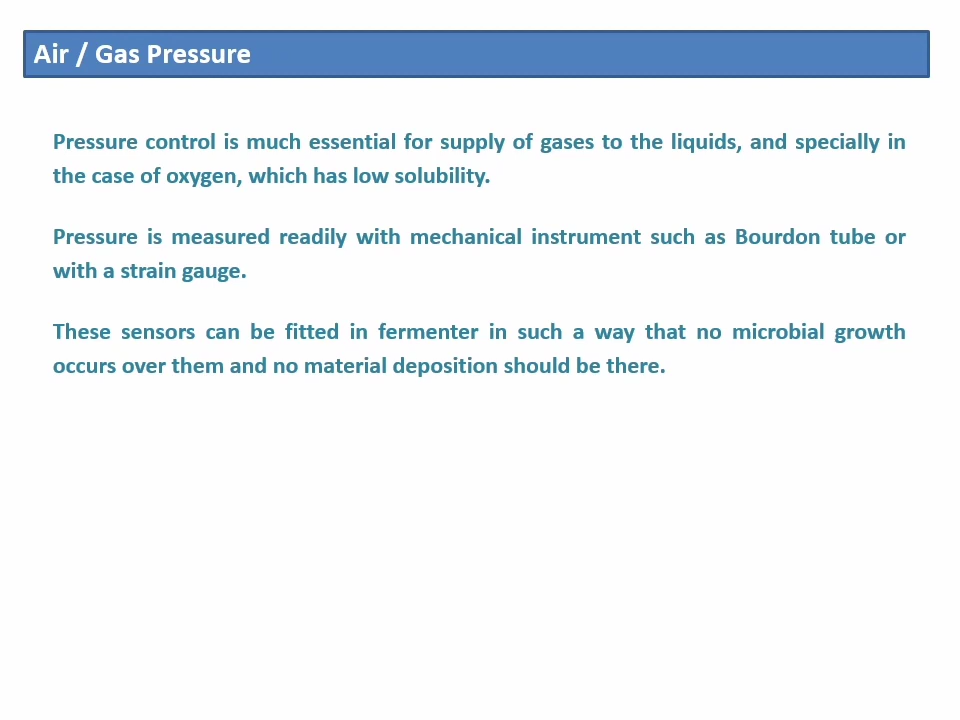 Air / Gas Pressure
Pressure control is much essential for supply of gases to the liquids, and specially in
the case of oxygen, which has low solubility.
Pressure is measured readily with mechanical instrument such as Bourdon tube or
with a strain gauge.
These sensors can be fitted in fermenter in such a way that no microbial growth
occurs over them and no material deposition should be there.